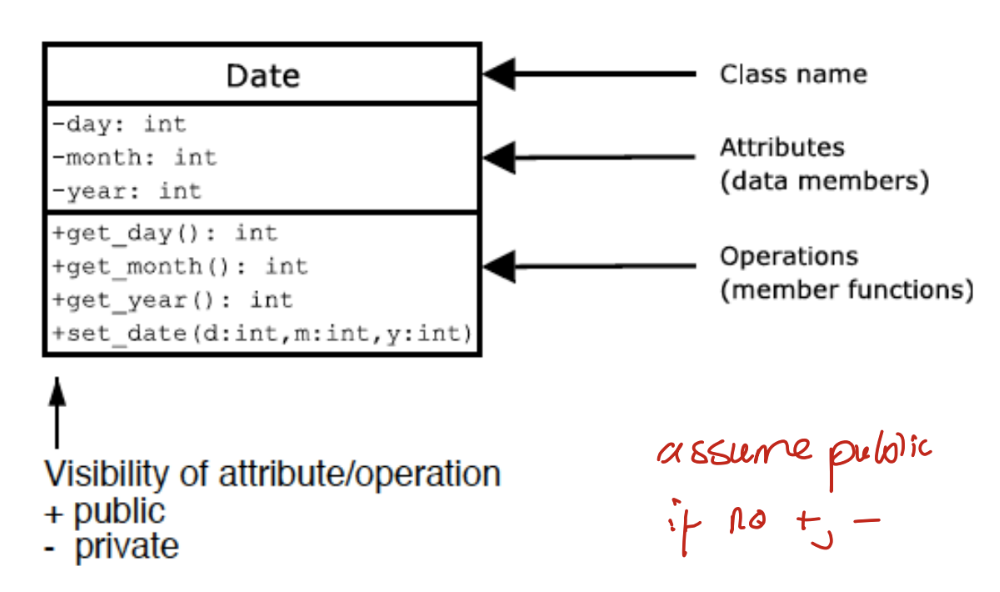 Date
Class name
-day: int
-month: int
-year: int
Attributes
(data members)
+get_day(): int
+get_month(): int
+get_year(): int
+set_date(d:int,m:int,y:int)
Operations
(member functions)
Visibility of attribute/operation
+ public
- private
assume public
if no +, -